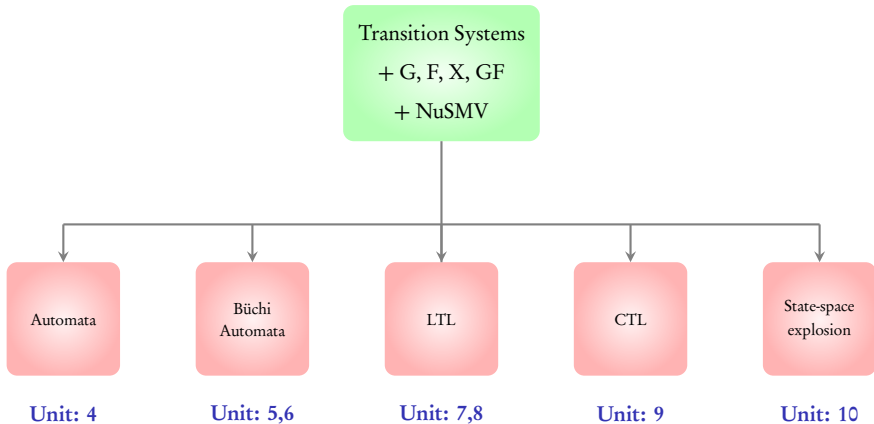 Transition Systems
+ G, F, X, GF
+ NuSMV
Automata
Büchi
Automata
LTL
CTL
State-space
explosion
Unit: 4
Unit: 5,6
Unit: 7,8
Unit: 9
Unit: 10